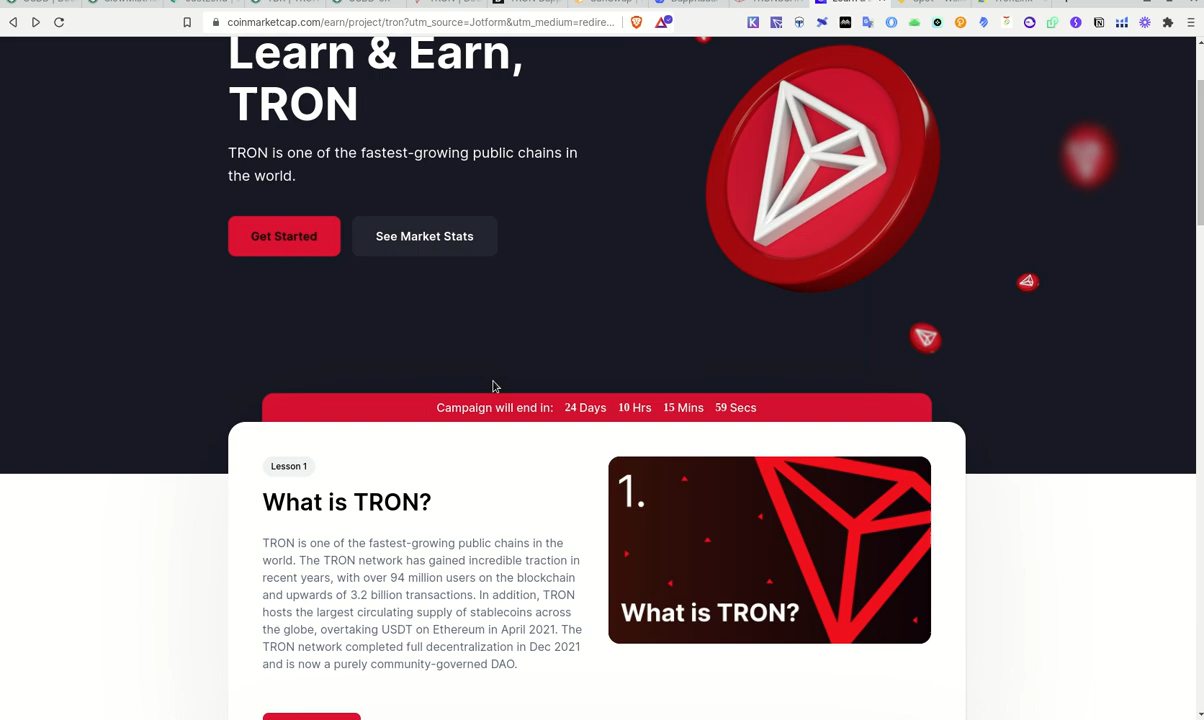 coinmarketcap.com/earn/project/tron?utm_source=Jotform&utm_medium=redire...
Learn & Earn,
TRON
TRON is one of the fastest-growing public chains in
the world.
Get Started
See Market Stats
Campaign will end in: 24 Days 10 Hrs 15 Mins 59 Secs
Lesson 1
What is TRON?
TRON is one of the fastest-growing public chains in the
world. The TRON network has gained incredible traction in
recent years, with over 94 million users on the blockchain
and upwards of 3.2 billion transactions. In addition, TRON
hosts the largest circulating supply of stablecoins across
the globe, overtaking USDT on Ethereum in April 2021. The
TRON network completed full decentralization in Dec 2021
and is now a purely community-governed DAO.
1.
What is TRON?